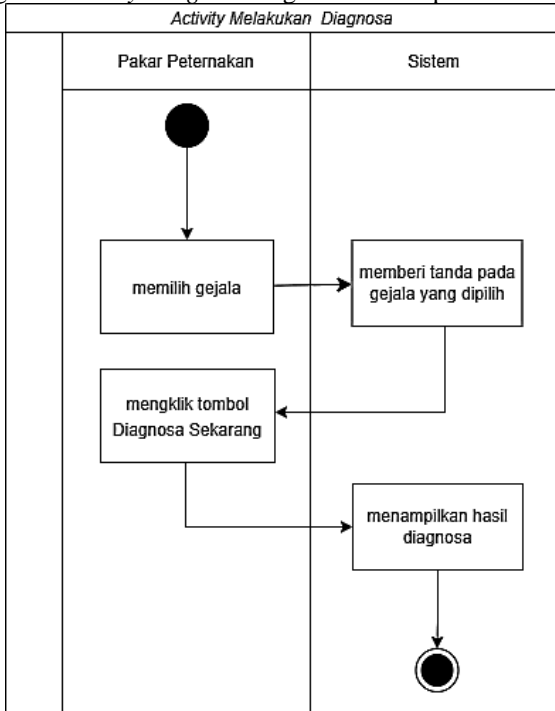 Activity Melakukan Diagnosa
Pakar Peternakan
Sistem
memilih gejala
memberi tanda pada
gejala yang dipilih
mengklik tombol
Diagnosa Sekarang
menampilkan hasil
diagnosa